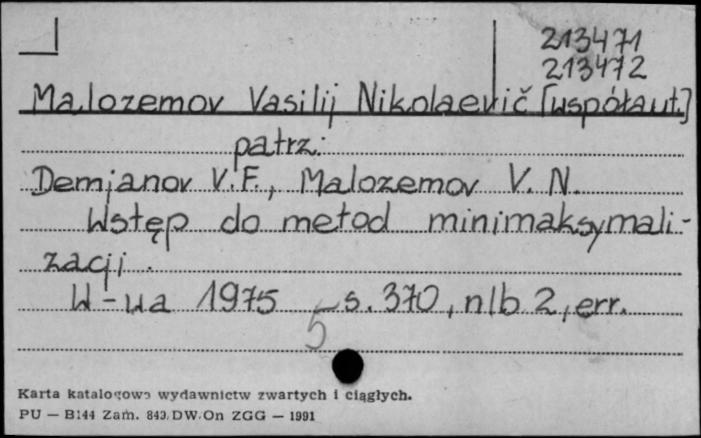 213471
213472
Malozemov Vasilij Nikolaevič [współaut.]
patrz:
Demjanov V. F., Malozemov V. N.
Wstęp do metod minimaksymali-
zacji.
W-wa 1975 s. 370, nlb 2, err.
5
Karta katalogowa wydawnictw zwartych i ciągłych.
PU — B144 Zam. 843. DW. On ZGG — 1991